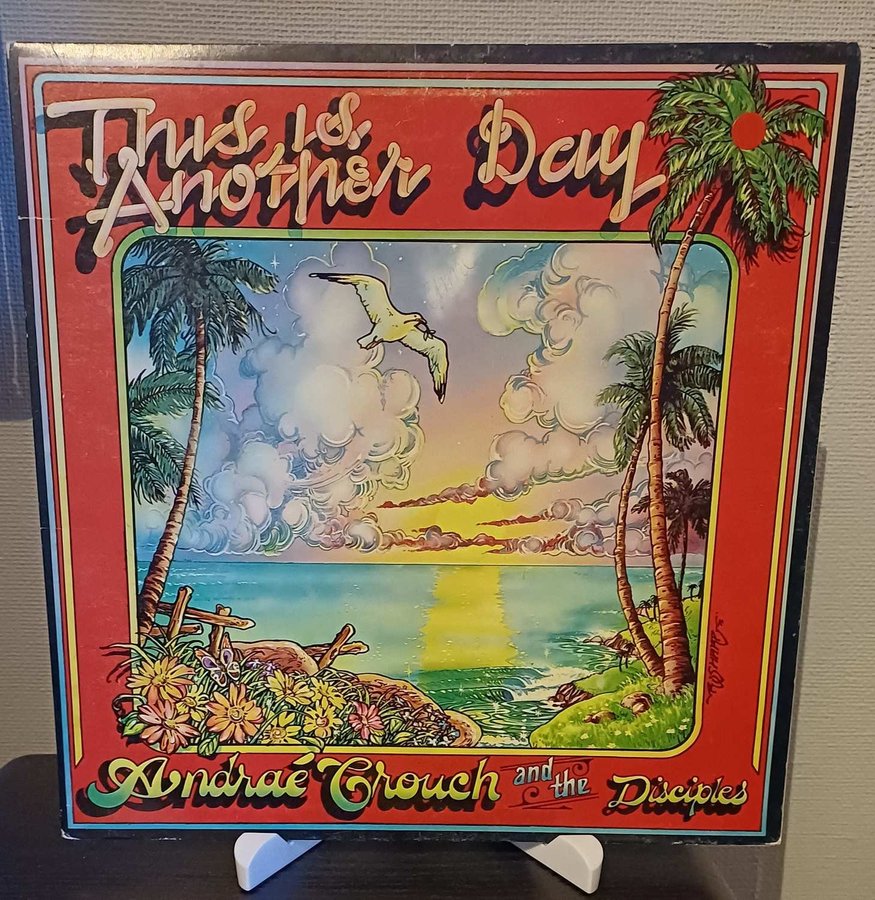 This is
Another Day
Andraé Crouch and the Disciples